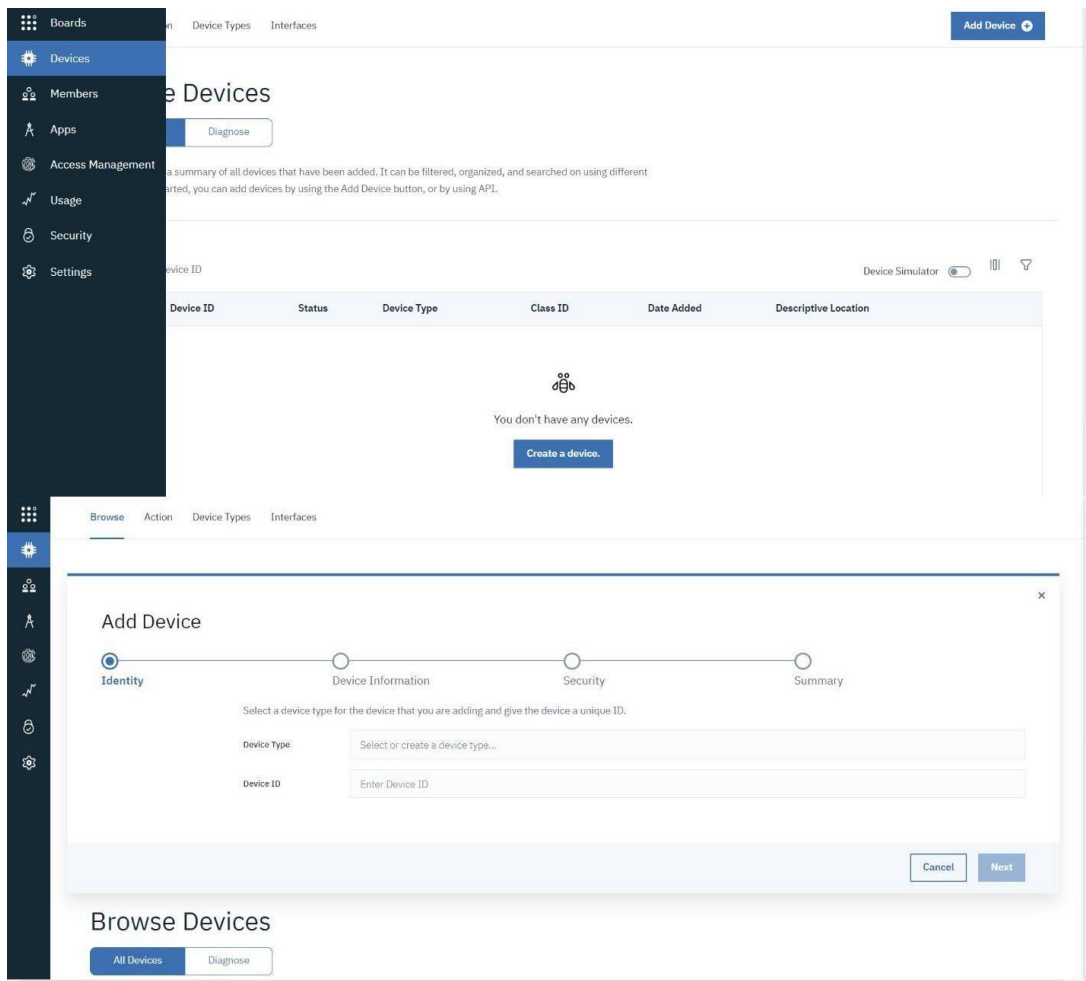 Boards
n Device Types Interfaces
Add Device
Devices
Members
e Devices
Apps
Diagnose
Access Management
a summary of all devices that have been added. It can be filtered, organized, and searched on using different
arted, you can add devices by using the Add Device button, or by using API.
Usage
Security
Settings
evice ID
Device Simulator
Device ID Status Device Type Class ID Date Added Descriptive Location
You don't have any devices.
Create a device.
Browse Action Device Types Interfaces
Add Device
Identity Device Information Security Summary
Select a device type for the device that you are adding and give the device a unique ID.
Device Type Select or create a device type...
Device ID Enter Device ID
Cancel Next
Browse Devices
All Devices Diagnose